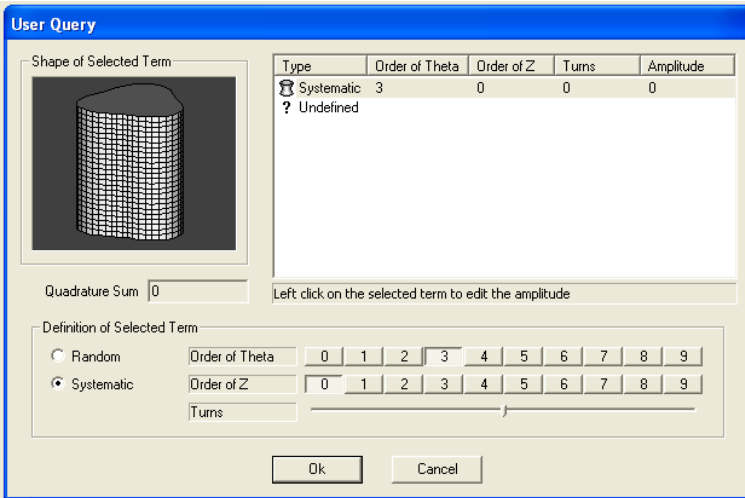 User Query
Shape of Selected Term
Type Order of Theta Order of Z Turns Amplitude
Systematic 3 0 0 0
? Undefined
Quadrature Sum 0
Left click on the selected term to edit the amplitude
Definition of Selected Term
Random Order of Theta 0 1 2 3 4 5 6 7 8 9
Systematic Order of Z 0 1 2 3 4 5 6 7 8 9
Turns
Ok Cancel